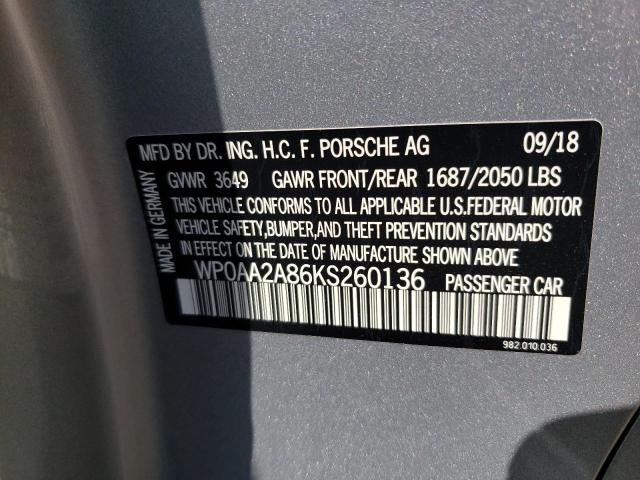 MFD BY DR. ING. H.C. F. PORSCHE AG 09/18
GVWR 3649 GAWR FRONT/REAR 1687/2050 LBS
THIS VEHICLE CONFORMS TO ALL APPLICABLE U.S.FEDERAL MOTOR
VEHICLE SAFETY,BUMPER,AND THEFT PREVENTION STANDARDS
IN EFFECT ON THE DATE OF MANUFACTURE SHOWN ABOVE
WP0AA2A86KS260136 PASSENGER CAR
982.010.036
MADE IN GERMANY